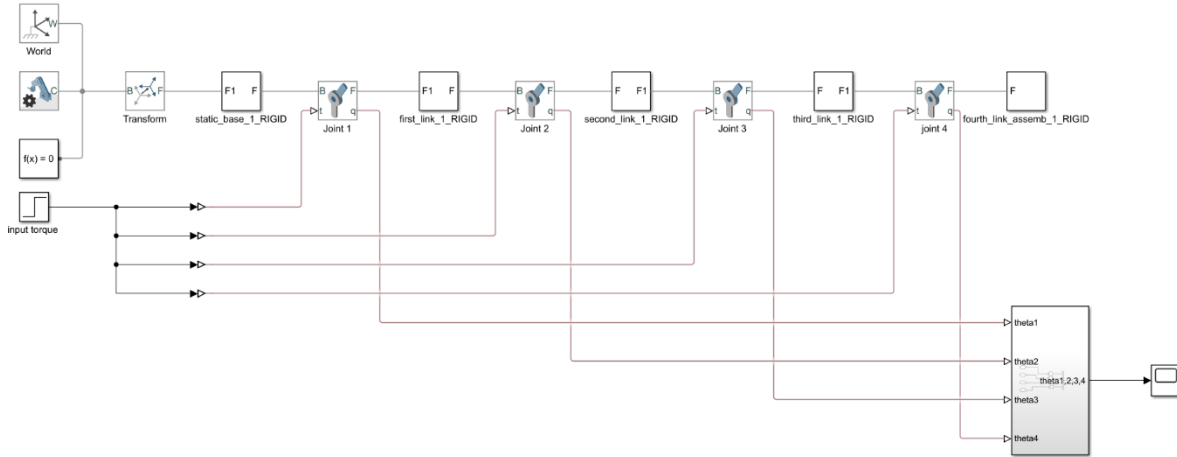 W
World
C
B F
Transform
F1
static_base_1_RIGID
B F
t q
Joint 1
F1 F
first_link_1_RIGID
B F
t q
Joint 2
F F1
second_link_1_RIGID
B F
t q
Joint 3
F F1
third_link_1_RIGID
B F
t q
joint 4
F
fourth_link_assemb_1_RIGID
f(x) = 0
input torque
theta1
theta2
theta1,2,3,4
theta3
theta4